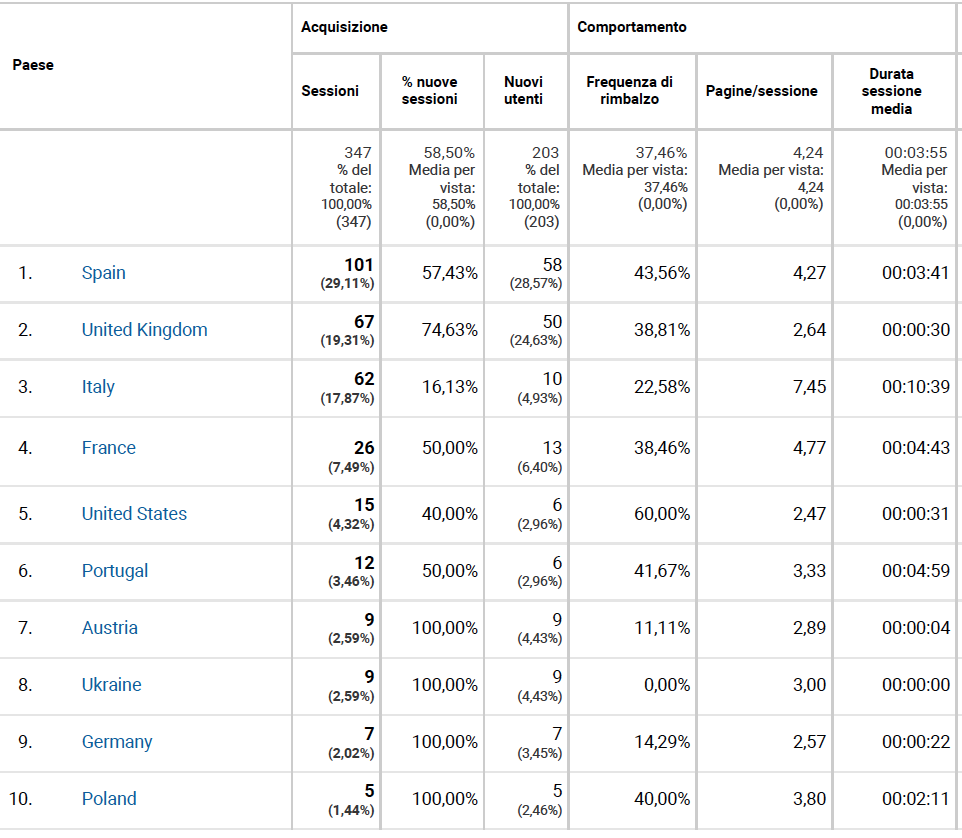 Paese
Acquisizione
Comportamento
Sessioni
% nuove
sessioni
Nuovi
utenti
Frequenza di
rimbalzo
Pagine/sessione
Durata
sessione
media
347
% del
totale:
100,00%
(347)
58,50%
Media per
vista:
58,50%
(0,00%)
203
% del
totale:
100,00%
(203)
37,46%
Media per vista:
37,46%
(0,00%)
4,24
Media per vista:
4,24
(0,00%)
00:03:55
Media per
vista:
00:03:55
(0,00%)
1. Spain 101 (29,11%) 57,43% 58 (28,57%) 43,56% 4,27 00:03:41
2. United Kingdom 67 (19,31%) 74,63% 50 (24,63%) 38,81% 2,64 00:00:30
3. Italy 62 (17,87%) 16,13% 10 (4,93%) 22,58% 7,45 00:10:39
4. France 26 (7,49%) 50,00% 13 (6,40%) 38,46% 4,77 00:04:43
5. United States 15 (4,32%) 40,00% 6 (2,96%) 60,00% 2,47 00:00:31
6. Portugal 12 (3,46%) 50,00% 6 (2,96%) 41,67% 3,33 00:04:59
7. Austria 9 (2,59%) 100,00% 9 (4,43%) 11,11% 2,89 00:00:04
8. Ukraine 9 (2,59%) 100,00% 9 (4,43%) 0,00% 3,00 00:00:00
9. Germany 7 (2,02%) 100,00% 7 (3,45%) 14,29% 2,57 00:00:22
10. Poland 5 (1,44%) 100,00% 5 (2,46%) 40,00% 3,80 00:02:11